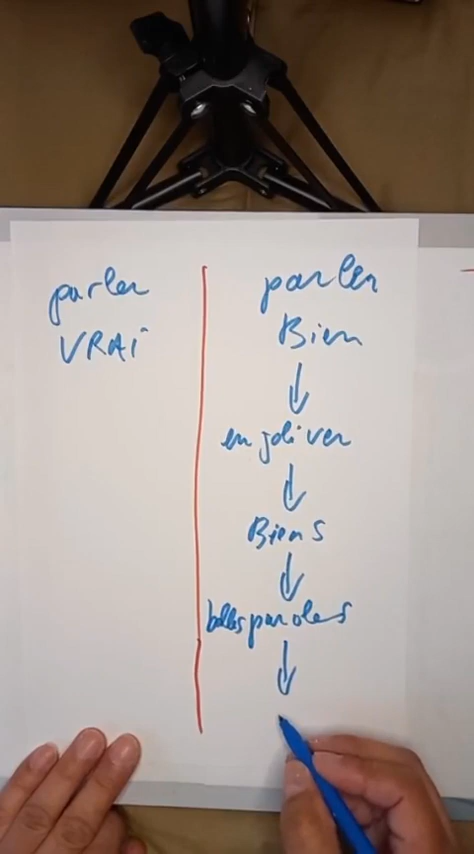 parler
VRAi
parler
Bien
enjoliver
Biens
belles paroles